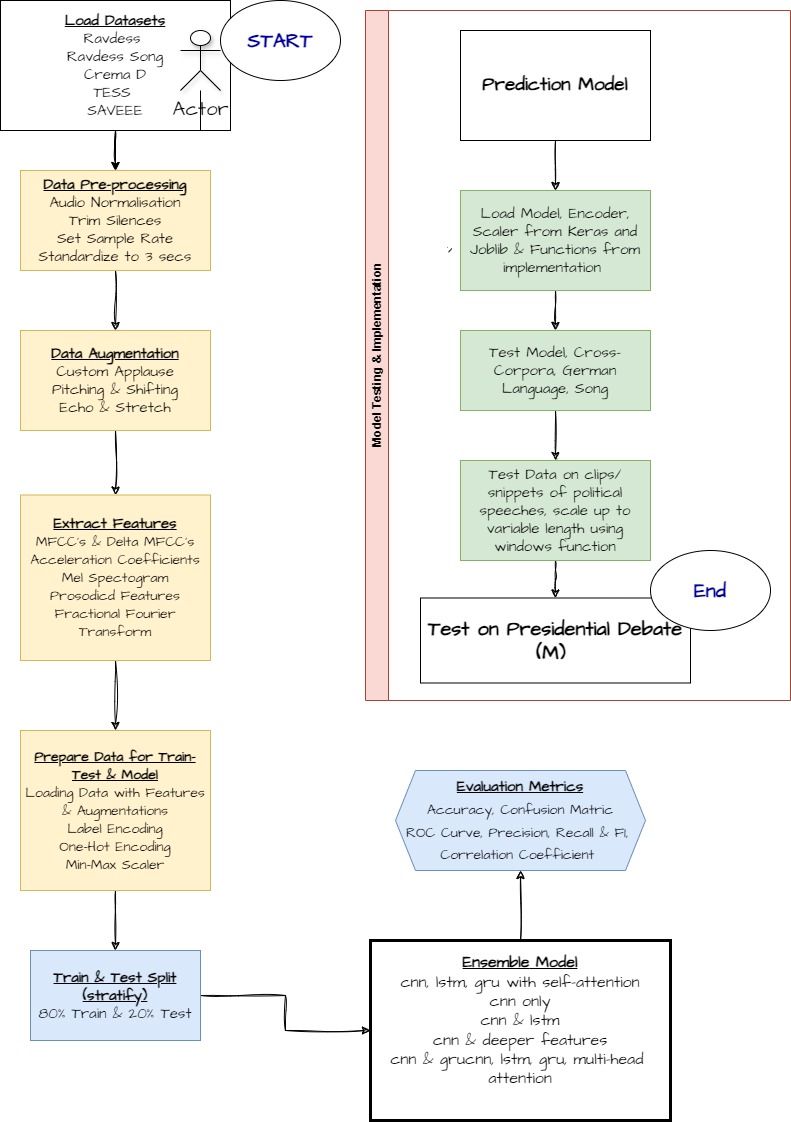 Load Datasets
Ravdess
Ravdess Song
Crema D
TESS
SAVEEE
Actor
START
Data Pre-processing
Audio Normalisation
Trim Silences
Set Sample Rate
Standardize to 3 secs
Data Augmentation
Custom Applause
Pitching & Shifting
Echo & Stretch
Extract Features
MFCC's & Delta MFCC's
Acceleration Coefficients
Mel Spectogram
Prosodicd Features
Fractional Fourier
Transform
Prepare Data for Train-
Test & Model
Loading Data with Features
& Augmentations
Label Encoding
One-Hot Encoding
Min-Max Scaler
Train & Test Split
(stratify)
80% Train & 20% Test
Ensemble Model
cnn, lstm, gru with self-attention
cnn only
cnn & lstm
cnn & deeper features
cnn & grucnn, lstm, gru, multi-head
attention
Evaluation Metrics
Accuracy, Confusion Matric
ROC Curve, Precision, Recall & F1,
Correlation Coefficient
Model Testing & Implementation
Prediction Model
Load Model, Encoder,
Scaler from Keras and
Joblib & Functions from
implementation
Test Model, Cross-
Corpora, German
Language, Song
Test Data on clips/
snippets of political
speeches, scale up to
variable length using
windows function
End
Test on Presidential Debate
(M)